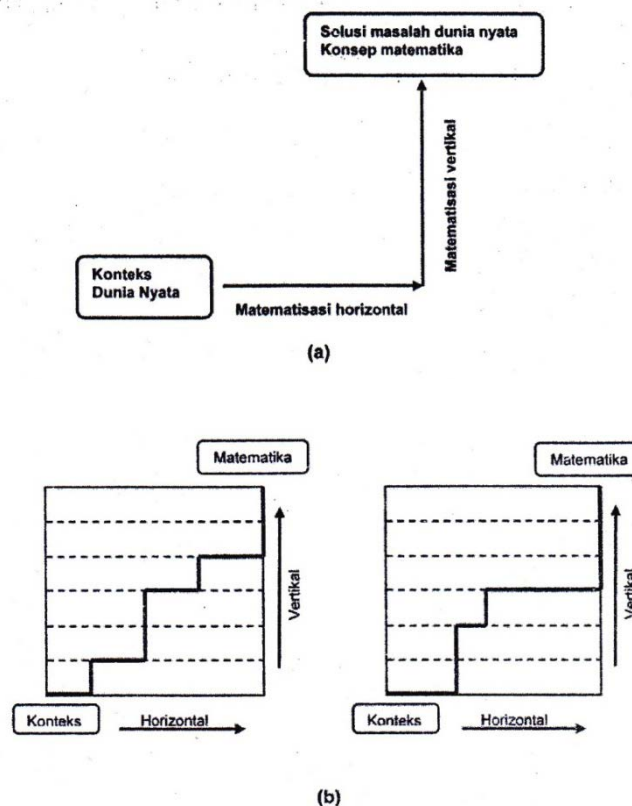 Solusi masalah dunia nyata
Konsep matematika
Matematisasi vertikal
Konteks
Dunia Nyata
Matematisasi horizontal
(a)
Matematika
Vertikal
Konteks
Horizontal
Matematika
Vertikal
Konteks
Horizontal
(b)